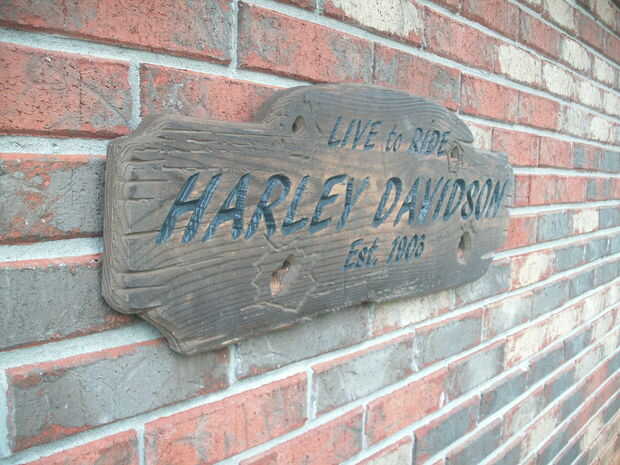 LIVE to RIDE
HARLEY DAVIDSON
Est. 1903